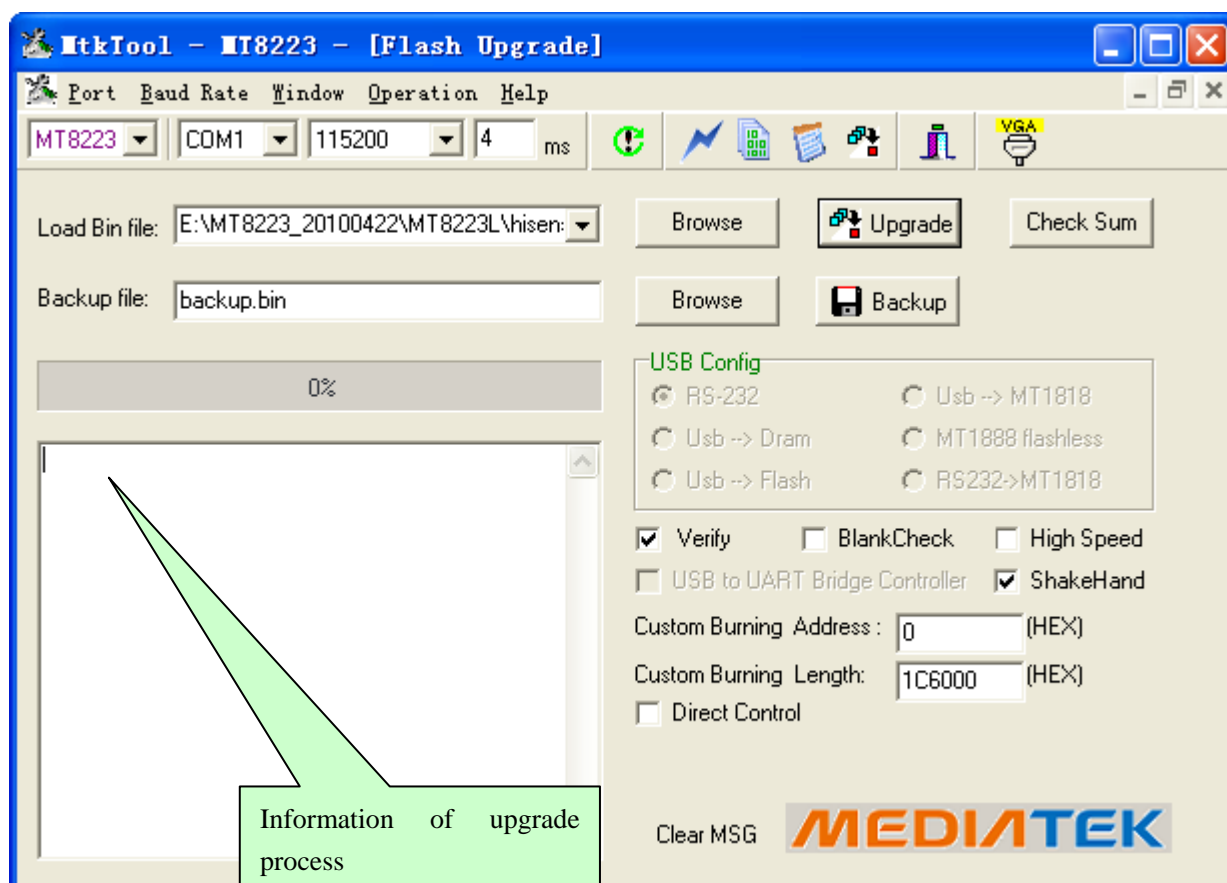 MtkTool - MT8223 - [Flash Upgrade]
Port Baud Rate Window Operation Help
MT8223 COM1 115200 4 ms VGA
Load Bin file: E:\MT8223_20100422\MT8223L\hisen: Browse Upgrade Check Sum
Backup file: backup.bin Browse Backup
0%
USB Config
RS-232 Usb --> MT1818
Usb --> Dram MT1888 flashless
Usb --> Flash RS232->MT1818
Verify BlankCheck High Speed
USB to UART Bridge Controller ShakeHand
Custom Burning Address : 0 (HEX)
Custom Burning Length: 1C6000 (HEX)
Direct Control
Information of upgrade
process
Clear MSG MEDIATEK